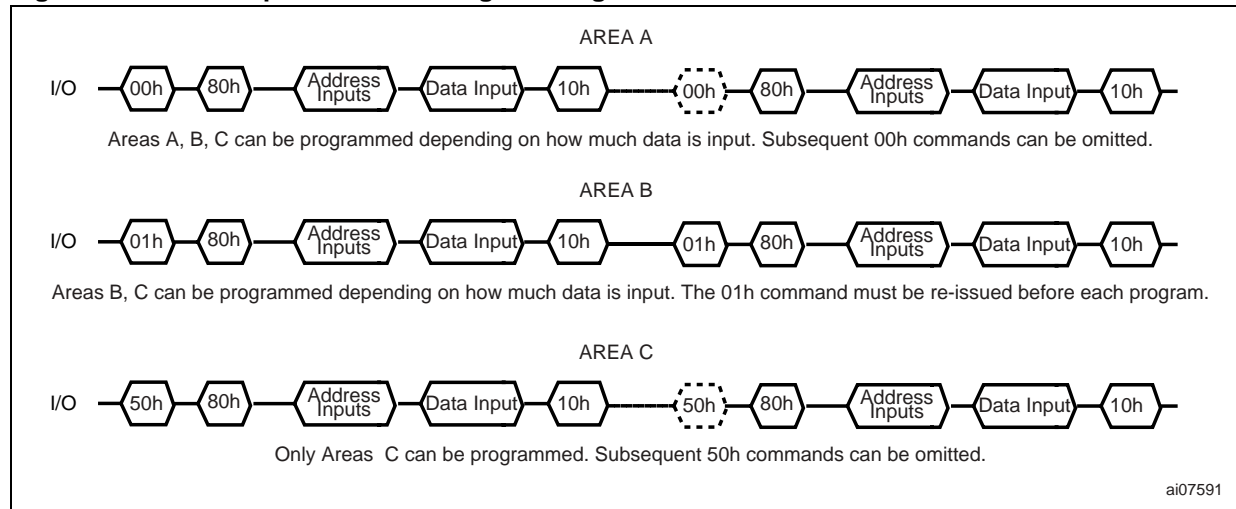 AREA A
I/O 00h 80h Address Inputs Data Input 10h 00h 80h Address Inputs Data Input 10h
Areas A, B, C can be programmed depending on how much data is input. Subsequent 00h commands can be omitted.
AREA B
I/O 01h 80h Address Inputs Data Input 10h 01h 80h Address Inputs Data Input 10h
Areas B, C can be programmed depending on how much data is input. The 01h command must be re-issued before each program.
AREA C
I/O 50h 80h Address Inputs Data Input 10h 50h 80h Address Inputs Data Input 10h
Only Areas C can be programmed. Subsequent 50h commands can be omitted.
ai07591